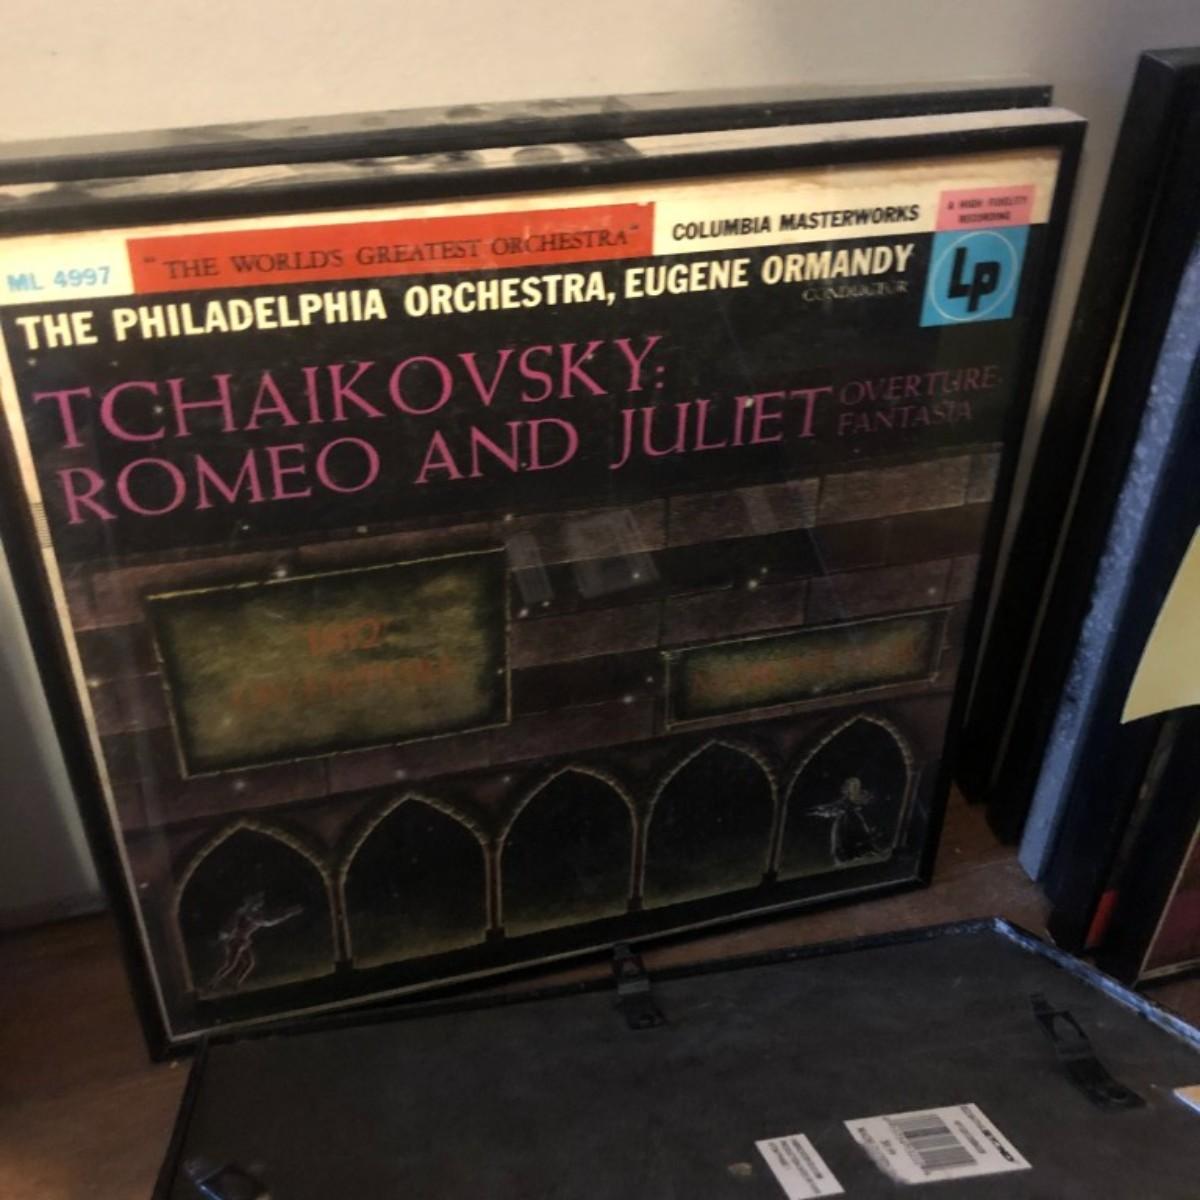 ML 4997
"THE WORLD'S GREATEST ORCHESTRA"
COLUMBIA MASTERWORKS
A HIGH FIDELITY
RECORDING
THE PHILADELPHIA ORCHESTRA, EUGENE ORMANDY
CONDUCTOR
Lp
TCHAIKOVSKY:
ROMEO AND JULIET OVERTURE-
FANTASIA
1812